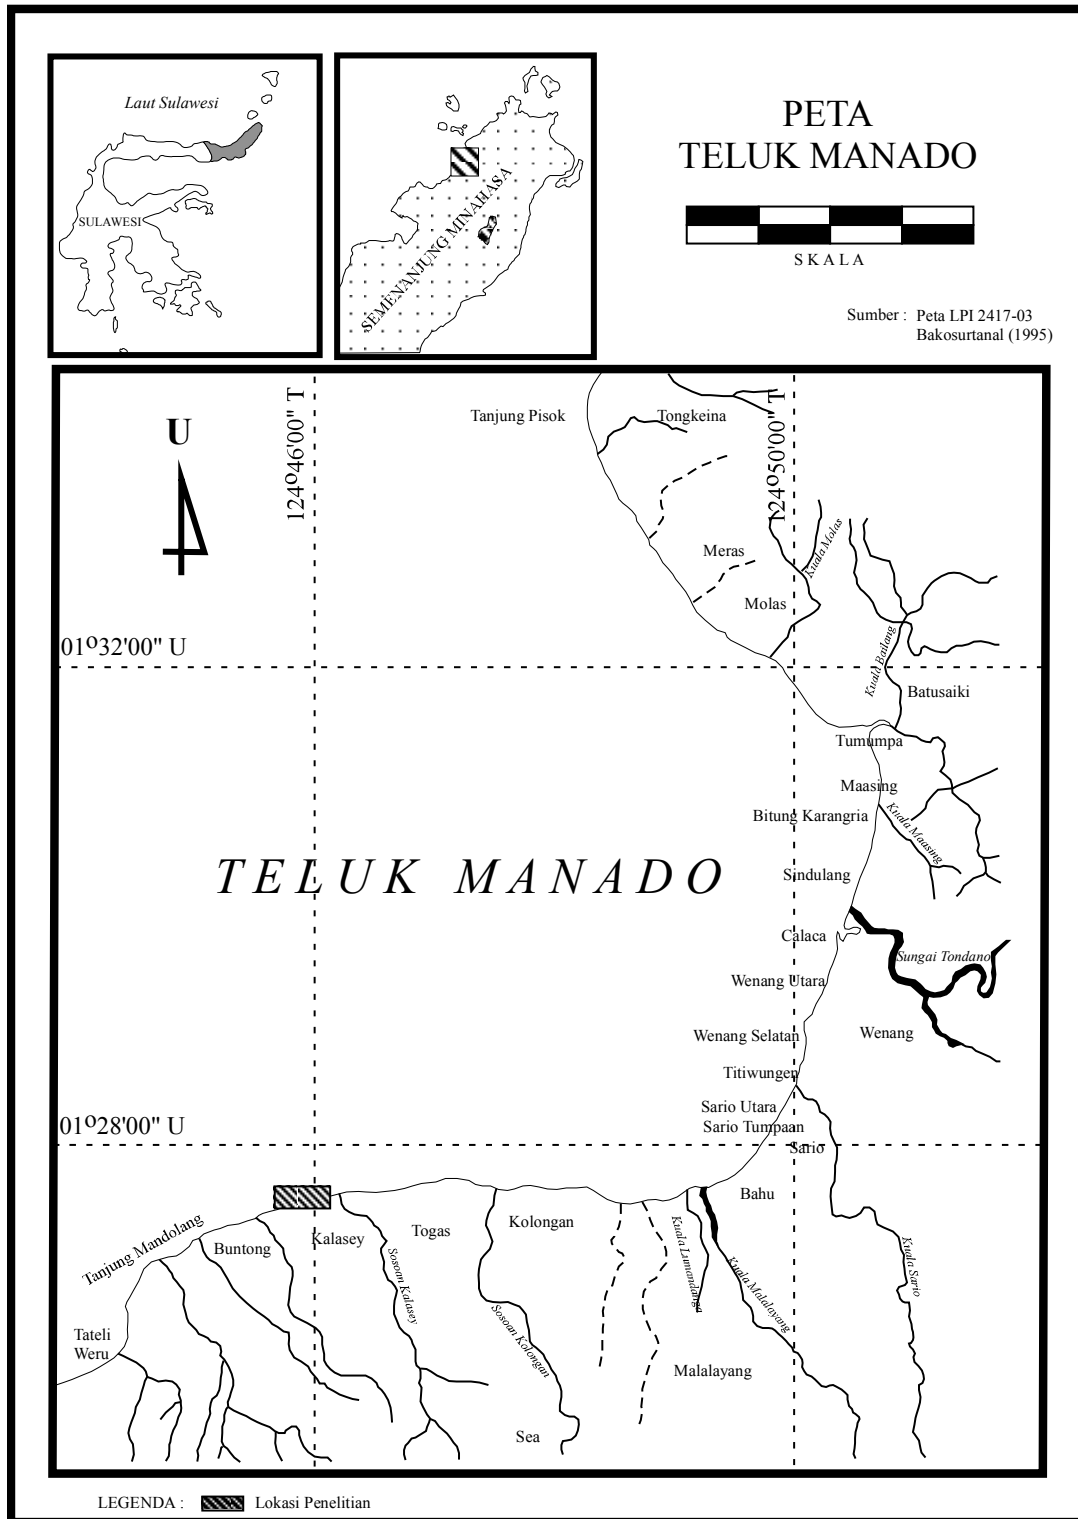 Laut Sulawesi
SULAWESI
SEMENANJUNG MINAHASA
PETA
TELUK MANADO
SKALA
Sumber : Peta LPI 2417-03
Bakosurtanal (1995)
U
124°46'00" T
124°50'00" T
Tanjung Pisok
Tongkeina
Meras
Kuala Molas
Molas
01°32'00" U
Kuala Bailang
Batusaiki
Tumumpa
Maasing
Bitung Karangria
Kuala Maasing
TELUK MANADO
Sindulang
Calaca
Sungai Tondano
Wenang Utara
Wenang Selatan
Wenang
Titiwungen
Sario Utara
01°28'00" U
Sario Tumpaan
Sario
Bahu
Tanjung Mandolang
Buntong
Kalasey
Togas
Kolongan
Sosoan Kalasey
Kuala Lumandanga
Kuala Malalayang
Kuala Sario
Sosoan Kolongan
Tateli
Weru
Malalayang
Sea
LEGENDA : Lokasi Penelitian